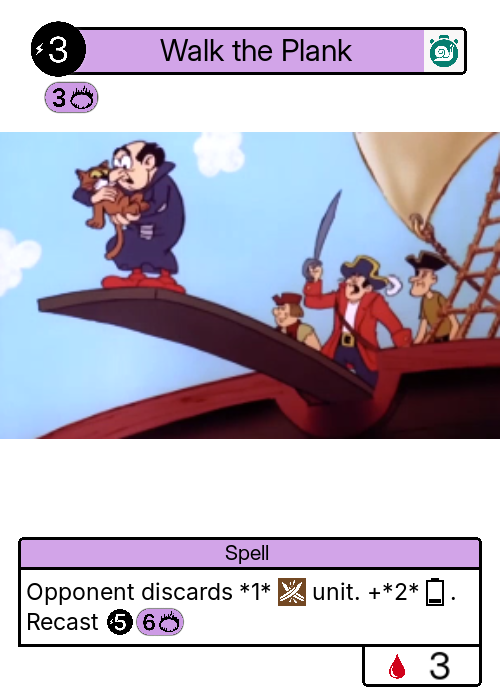 3 Walk the Plank
3
Spell
Opponent discards *1* unit. +*2* .
Recast 5 6
3